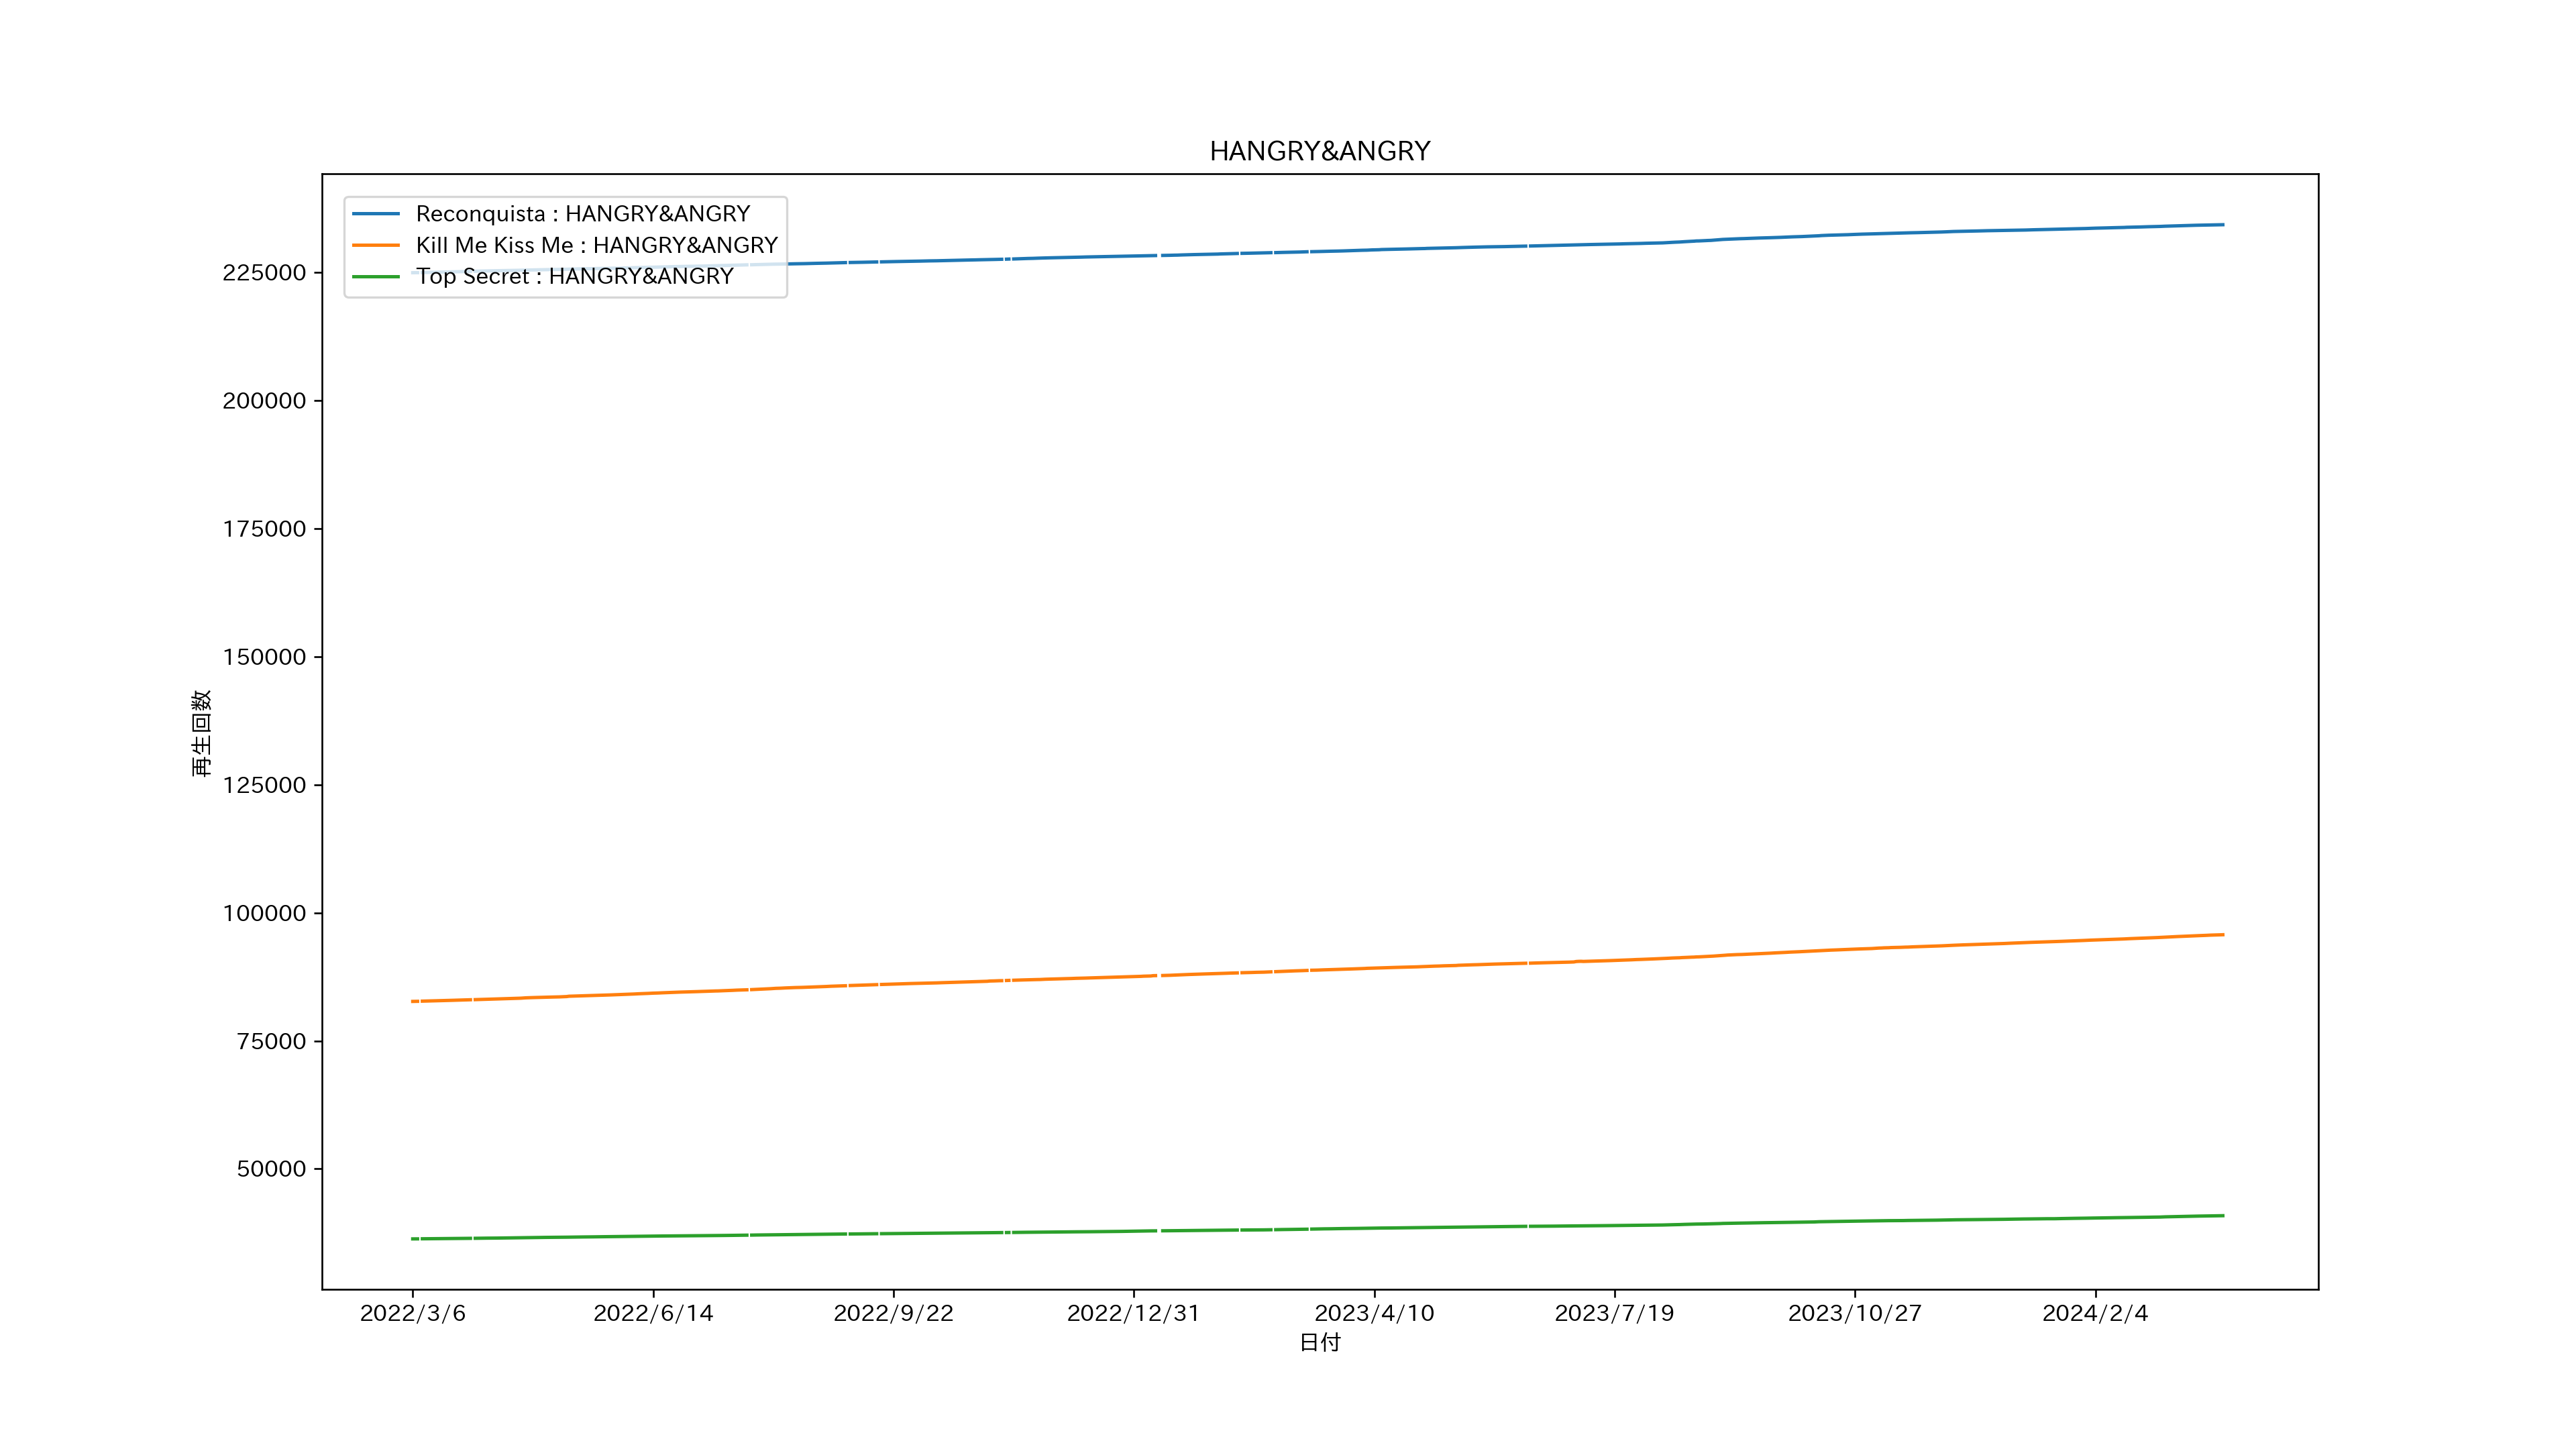 HANGRY&ANGRY
Reconquista : HANGRY&ANGRY
Kill Me Kiss Me : HANGRY&ANGRY
Top Secret : HANGRY&ANGRY
225000
200000
175000
150000
125000
100000
75000
50000
再生回数
2022/3/6
2022/6/14
2022/9/22
2022/12/31
2023/4/10
2023/7/19
2023/10/27
2024/2/4
日付